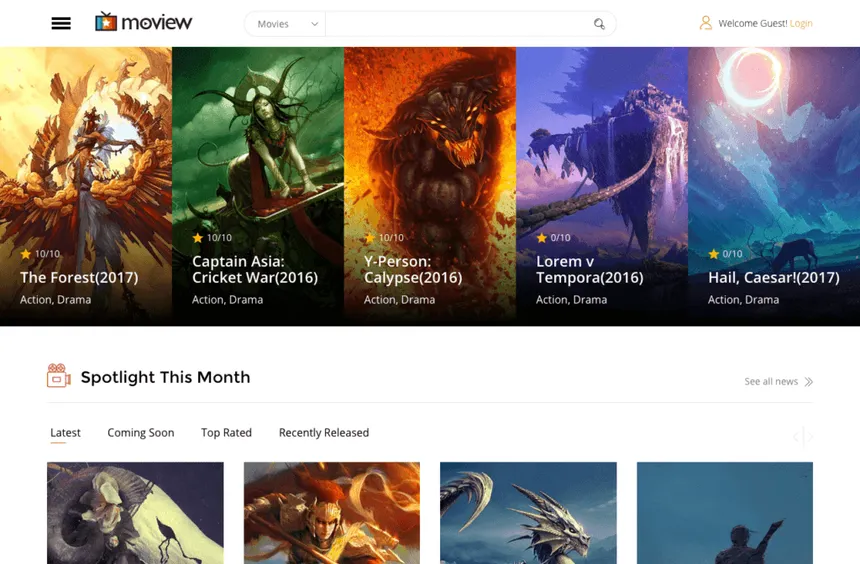 moview
Movies
Welcome Guest! Login
10/10
The Forest(2017)
Action, Drama
10/10
Captain Asia:
Cricket War(2016)
Action, Drama
10/10
Y-Person:
Calypse(2016)
Action, Drama
0/10
Lorem v
Tempora(2016)
Action, Drama
0/10
Hail, Caesar!(2017)
Action, Drama
Spotlight This Month
See all news
Latest
Coming Soon
Top Rated
Recently Released